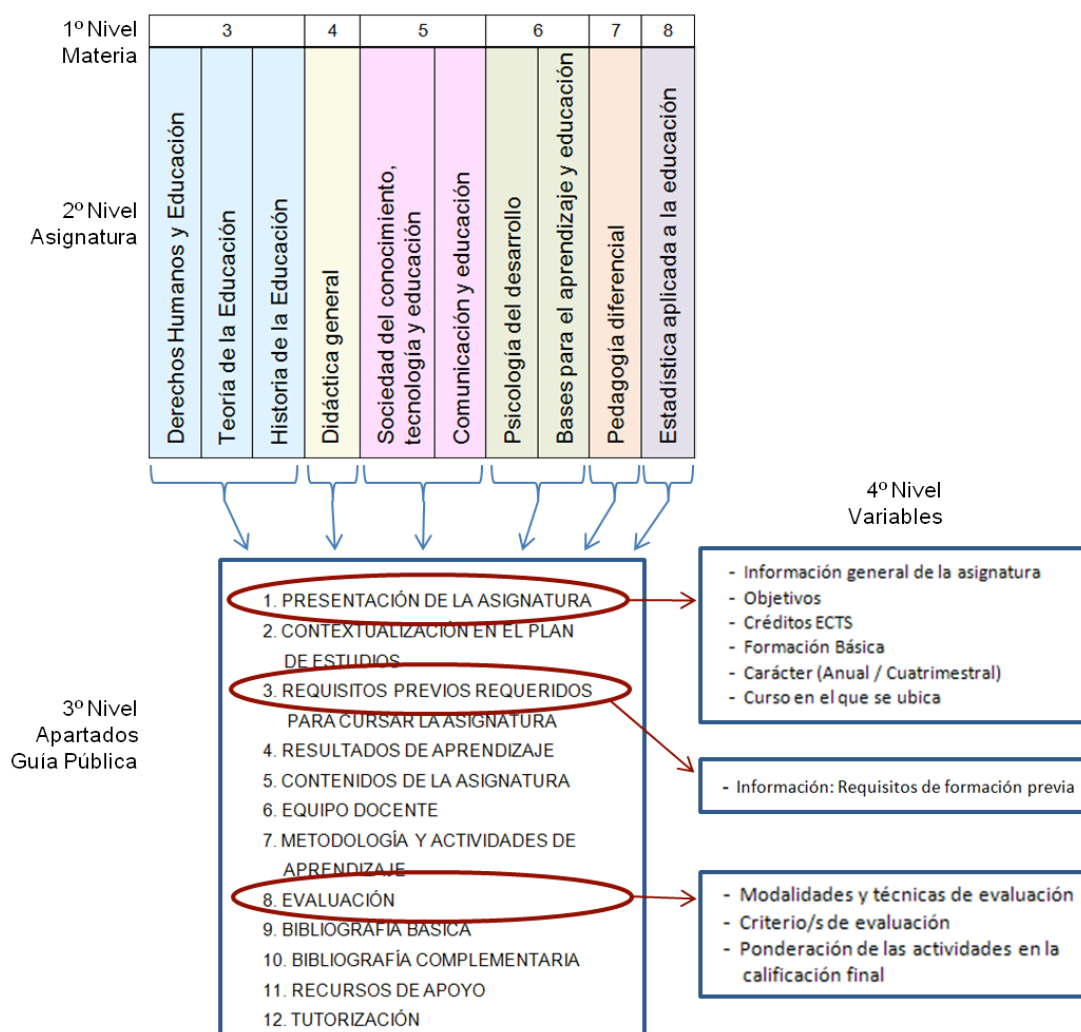 1º Nivel
Materia
3
4
5
6
7
8
2º Nivel
Asignatura
Derechos Humanos y Educación
Teoría de la Educación
Historia de la Educación
Didáctica general
Sociedad del conocimiento,
tecnología y educación
Comunicación y educación
Psicología del desarrollo
Bases para el aprendizaje y educación
Pedagogía diferencial
Estadística aplicada a la educación
3º Nivel
Apartados
Guía Pública
1. PRESENTACIÓN DE LA ASIGNATURA
2. CONTEXTUALIZACIÓN EN EL PLAN
DE ESTUDIOS
3. REQUISITOS PREVIOS REQUERIDOS
PARA CURSAR LA ASIGNATURA
4. RESULTADOS DE APRENDIZAJE
5. CONTENIDOS DE LA ASIGNATURA
6. EQUIPO DOCENTE
7. METODOLOGÍA Y ACTIVIDADES DE
APRENDIZAJE
8. EVALUACIÓN
9. BIBLIOGRAFÍA BÁSICA
10. BIBLIOGRAFÍA COMPLEMENTARIA
11. RECURSOS DE APOYO
12. TUTORIZACIÓN
4º Nivel
Variables
- Información general de la asignatura
- Objetivos
- Créditos ECTS
- Formación Básica
- Carácter (Anual / Cuatrimestral)
- Curso en el que se ubica
- Información: Requisitos de formación previa
- Modalidades y técnicas de evaluación
- Criterio/s de evaluación
- Ponderación de las actividades en la
calificación final